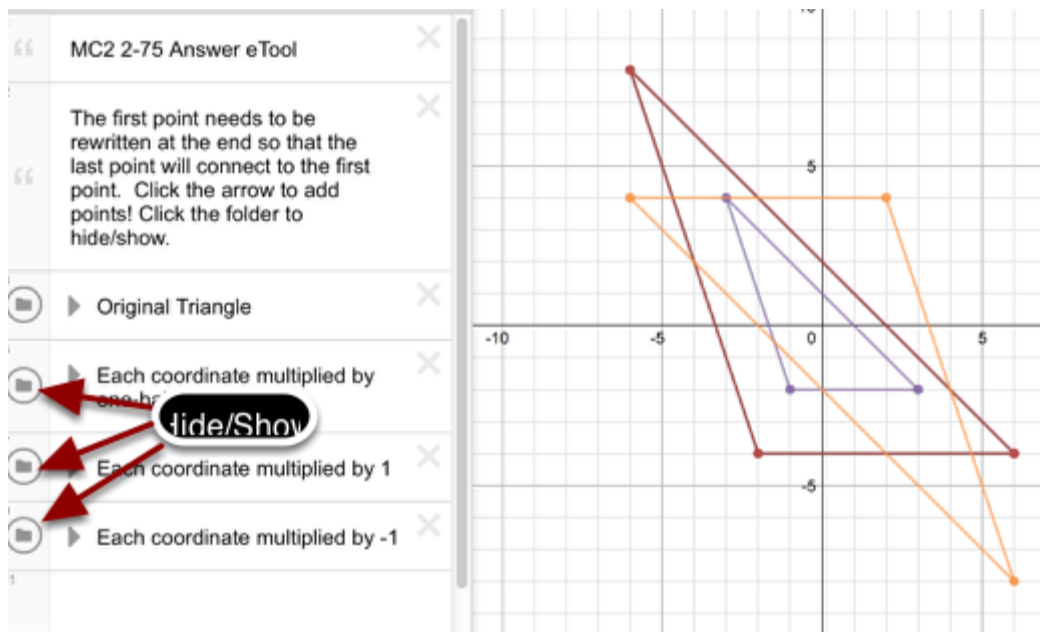 MC2 2-75 Answer eTool
The first point needs to be
rewritten at the end so that the
last point will connect to the first
point. Click the arrow to add
points! Click the folder to
hide/show.
Original Triangle
Each coordinate multiplied by
one-ha
Hide/Show
Each coordinate multiplied by 1
Each coordinate multiplied by -1
5
-10
-5
0
5
-5